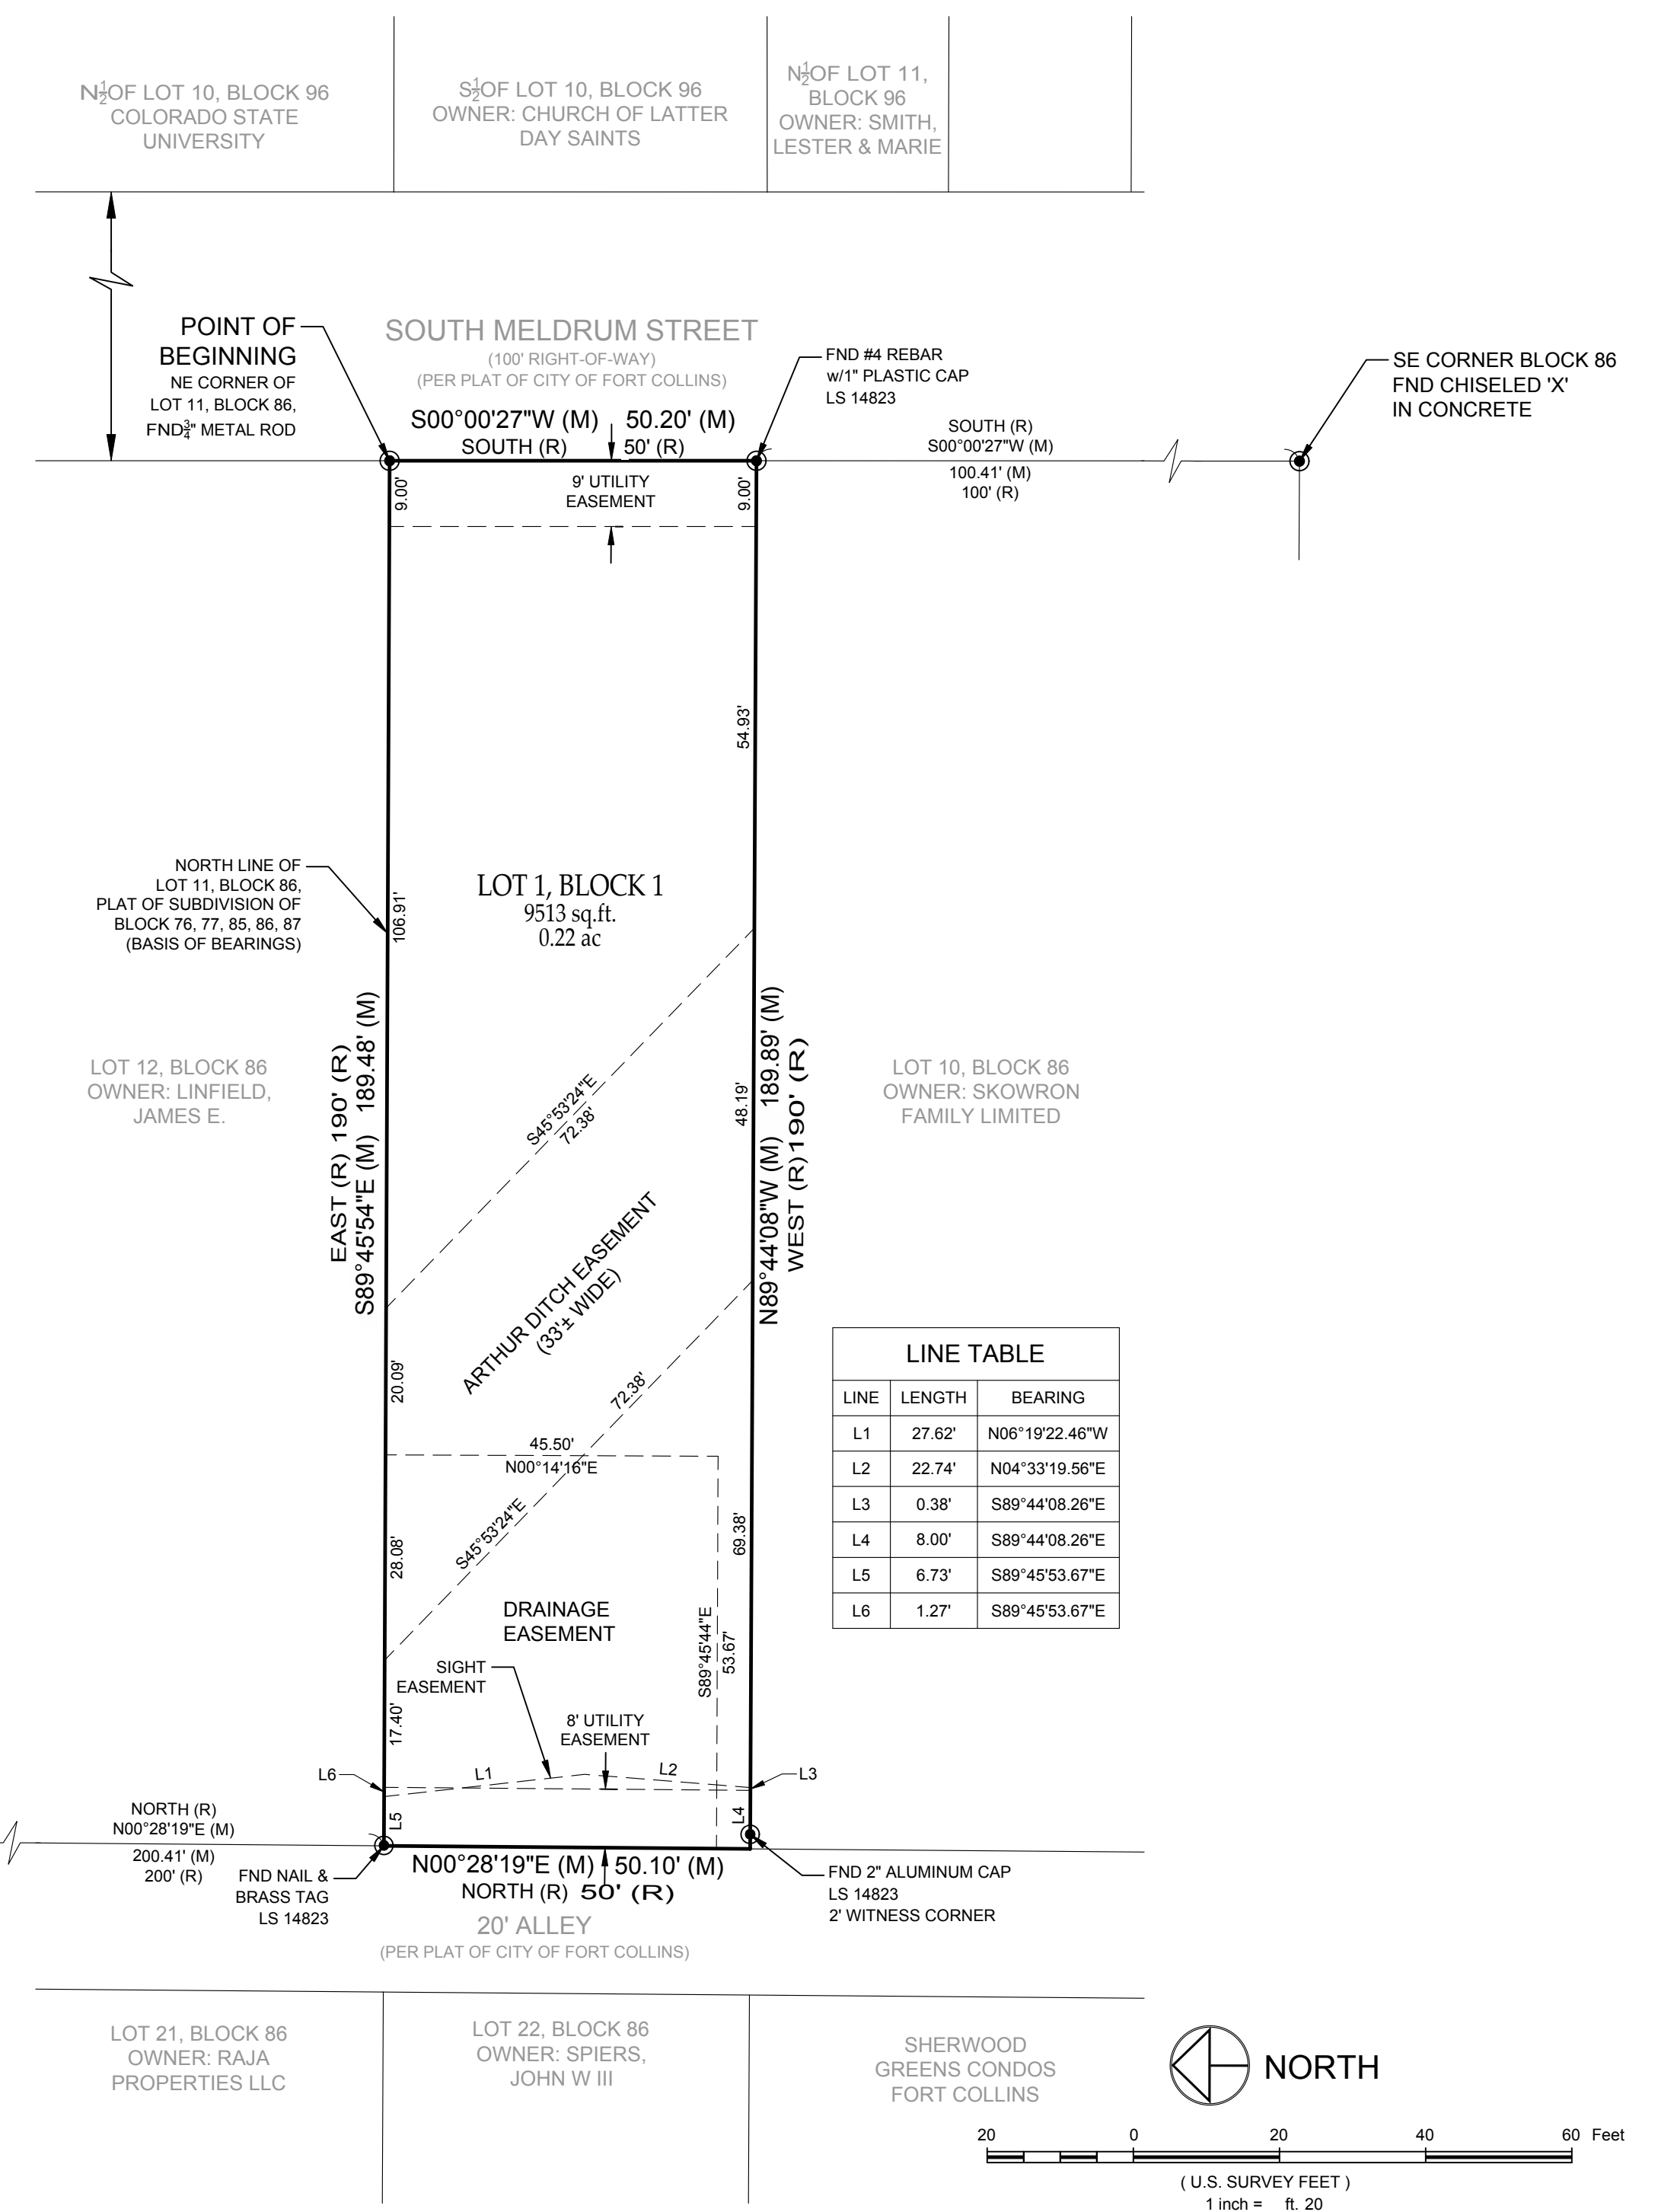 N½OF LOT 10, BLOCK 96
COLORADO STATE
UNIVERSITY
S½OF LOT 10, BLOCK 96
OWNER: CHURCH OF LATTER
DAY SAINTS
N½OF LOT 11,
BLOCK 96
OWNER: SMITH,
LESTER & MARIE
POINT OF
BEGINNING
NE CORNER OF
LOT 11, BLOCK 86,
FND¾" METAL ROD
SOUTH MELDRUM STREET
(100' RIGHT-OF-WAY)
(PER PLAT OF CITY OF FORT COLLINS)
S00°00'27"W (M) 50.20' (M)
SOUTH (R) 50' (R)
FND #4 REBAR
w/1" PLASTIC CAP
LS 14823
SOUTH (R)
S00°00'27"W (M)
100.41' (M)
100' (R)
SE CORNER BLOCK 86
FND CHISELED 'X'
IN CONCRETE
9.00'
9' UTILITY
EASEMENT
9.00'
54.93'
NORTH LINE OF
LOT 11, BLOCK 86,
PLAT OF SUBDIVISION OF
BLOCK 76, 77, 85, 86, 87
(BASIS OF BEARINGS)
106.91'
LOT 1, BLOCK 1
9513 sq.ft.
0.22 ac
LOT 12, BLOCK 86
OWNER: LINFIELD,
JAMES E.
EAST (R) 190' (R)
S89°45'54"E (M) 189.48' (M)
S45°53'24"E
72.38'
48.19'
N89°44'08"W (M) 189.89' (M)
WEST (R) 190' (R)
LOT 10, BLOCK 86
OWNER: SKOWRON
FAMILY LIMITED
ARTHUR DITCH EASEMENT
(33'± WIDE)
20.09'
72.38'
45.50'
N00°14'16"E
S45°53'24"E
28.08'
69.38'
DRAINAGE
EASEMENT
S89°45'44"E
53.67'
SIGHT
EASEMENT
17.40'
8' UTILITY
EASEMENT
L6
L1
L2
L3
L5
L4
LINE TABLE
LINE LENGTH BEARING
L1 27.62' N06°19'22.46"W
L2 22.74' N04°33'19.56"E
L3 0.38' S89°44'08.26"E
L4 8.00' S89°44'08.26"E
L5 6.73' S89°45'53.67"E
L6 1.27' S89°45'53.67"E
NORTH (R)
N00°28'19"E (M)
200.41' (M)
200' (R)
FND NAIL &
BRASS TAG
LS 14823
N00°28'19"E (M) 50.10' (M)
NORTH (R) 50' (R)
FND 2" ALUMINUM CAP
LS 14823
2' WITNESS CORNER
20' ALLEY
(PER PLAT OF CITY OF FORT COLLINS)
LOT 21, BLOCK 86
OWNER: RAJA
PROPERTIES LLC
LOT 22, BLOCK 86
OWNER: SPIERS,
JOHN W III
SHERWOOD
GREENS CONDOS
FORT COLLINS
NORTH
20 0 20 40 60 Feet
( U.S. SURVEY FEET )
1 inch = ft. 20